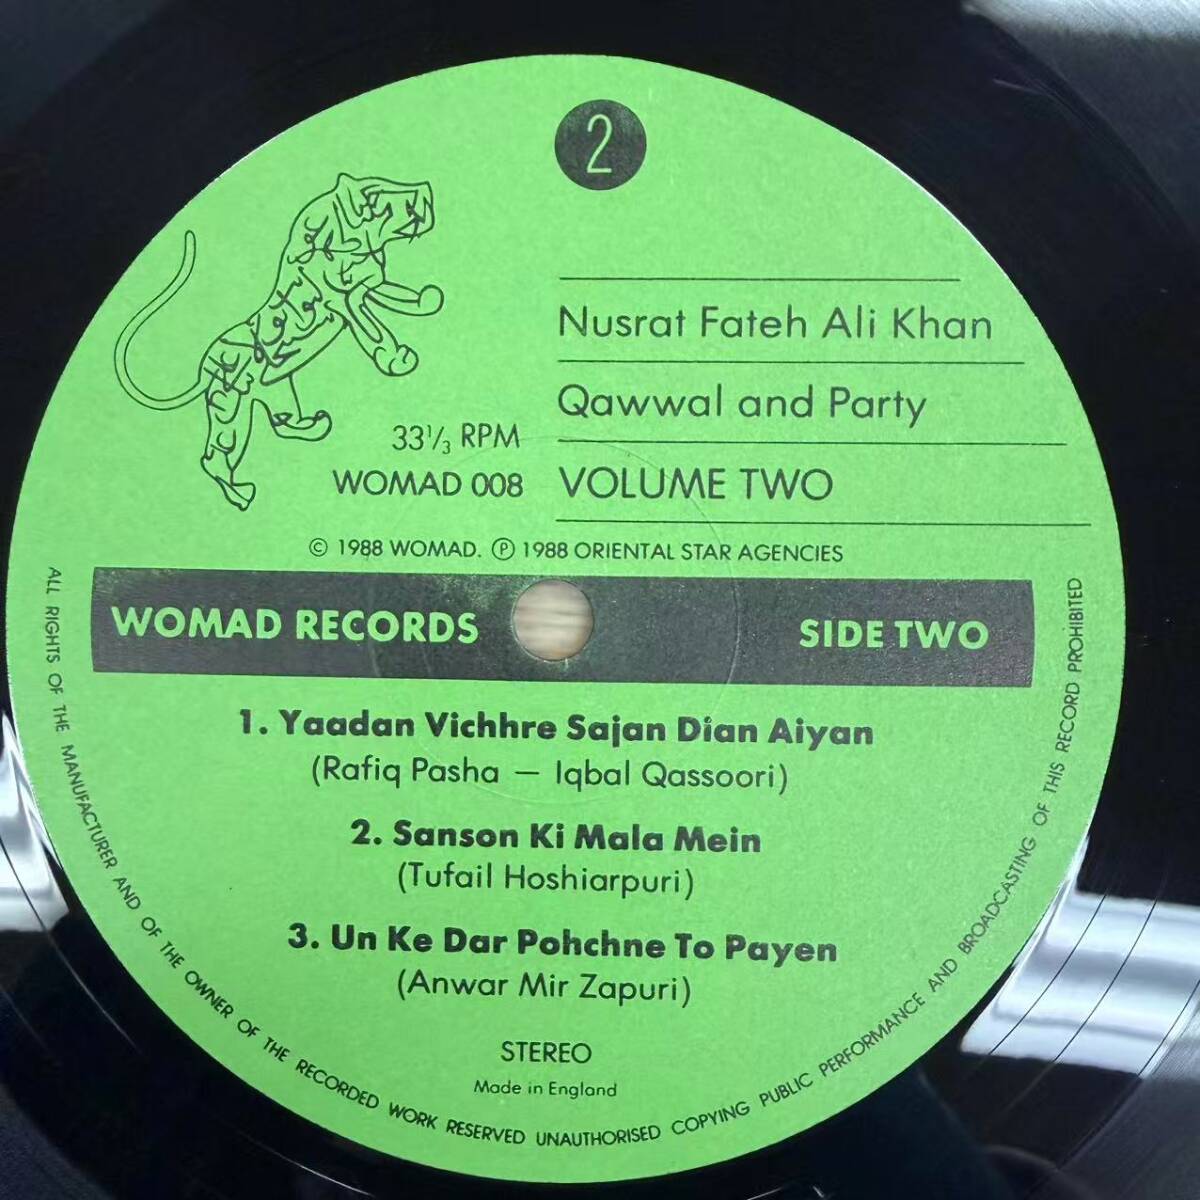 2
Nusrat Fateh Ali Khan
Qawwal and Party
33⅓ RPM
WOMAD 008
VOLUME TWO
© 1988 WOMAD. ℗ 1988 ORIENTAL STAR AGENCIES
WOMAD RECORDS
SIDE TWO
1. Yaadan Vichhre Sajan Dian Aiyan
(Rafiq Pasha — Iqbal Qassoori)
2. Sanson Ki Mala Mein
(Tufail Hoshiarpuri)
3. Un Ke Dar Pohchne To Payen
(Anwar Mir Zapuri)
STEREO
Made in England
ALL RIGHTS OF THE MANUFACTURER AND OF THE OWNER OF THE RECORDED WORK RESERVED UNAUTHORISED COPYING PUBLIC PERFORMANCE AND BROADCASTING OF THIS RECORD PROHIBITED